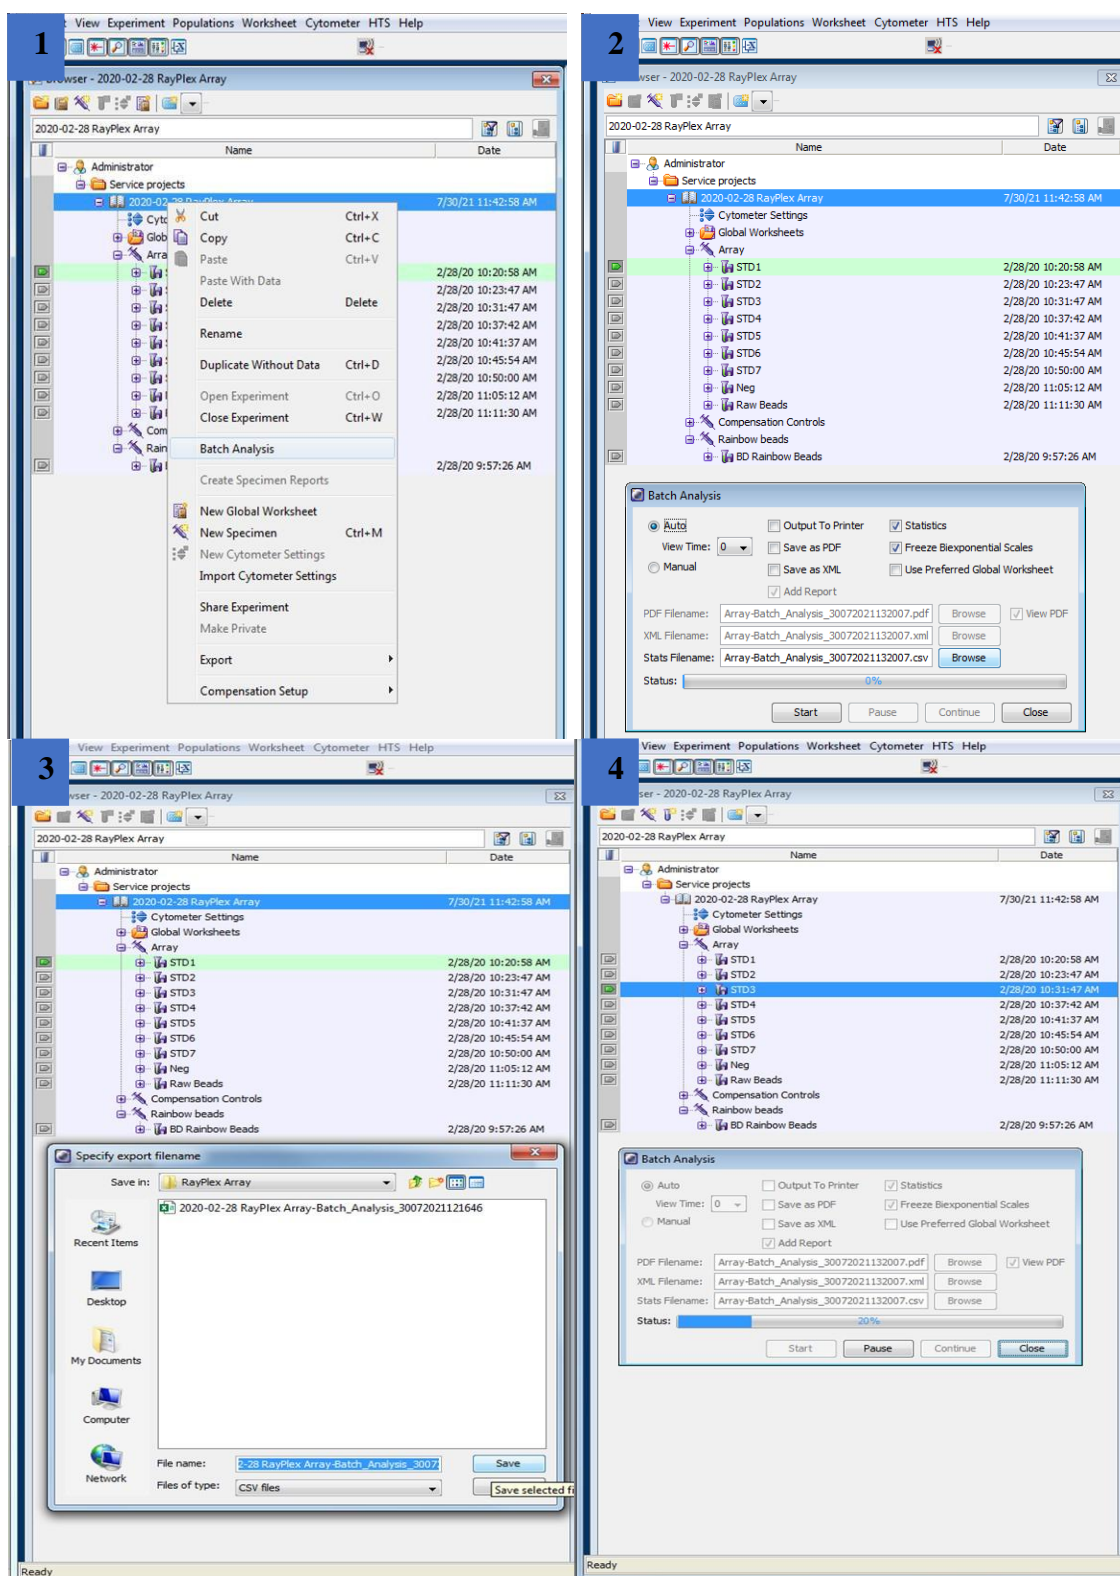 1
View Experiment Populations Worksheet Cytometer HTS Help
Browser - 2020-02-28 RayPlex Array
2020-02-28 RayPlex Array
Name Date
Administrator
Service projects
2020-02-28 RayPlex Array 7/30/21 11:42:58 AM
Cut Ctrl+X
Copy Ctrl+C
Paste Ctrl+V
Paste With Data
Delete Delete
Rename
Duplicate Without Data Ctrl+D
Open Experiment Ctrl+O
Close Experiment Ctrl+W
Batch Analysis
Create Specimen Reports
New Global Worksheet
New Specimen Ctrl+M
New Cytometer Settings
Import Cytometer Settings
Share Experiment
Make Private
Export
Compensation Setup
Cyt
Glob
Arra
2/28/20 10:20:58 AM
2/28/20 10:23:47 AM
2/28/20 10:31:47 AM
2/28/20 10:37:42 AM
2/28/20 10:41:37 AM
2/28/20 10:45:54 AM
2/28/20 10:50:00 AM
2/28/20 11:05:12 AM
2/28/20 11:11:30 AM
Com
Rain
2/28/20 9:57:26 AM
2
View Experiment Populations Worksheet Cytometer HTS Help
wser - 2020-02-28 RayPlex Array
2020-02-28 RayPlex Array
Name Date
Administrator
Service projects
2020-02-28 RayPlex Array 7/30/21 11:42:58 AM
Cytometer Settings
Global Worksheets
Array
STD1 2/28/20 10:20:58 AM
STD2 2/28/20 10:23:47 AM
STD3 2/28/20 10:31:47 AM
STD4 2/28/20 10:37:42 AM
STD5 2/28/20 10:41:37 AM
STD6 2/28/20 10:45:54 AM
STD7 2/28/20 10:50:00 AM
Neg 2/28/20 11:05:12 AM
Raw Beads 2/28/20 11:11:30 AM
Compensation Controls
Rainbow beads
BD Rainbow Beads 2/28/20 9:57:26 AM
Batch Analysis
Auto Output To Printer Statistics
View Time: 0 Save as PDF Freeze Biexponential Scales
Manual Save as XML Use Preferred Global Worksheet
Add Report
PDF Filename: Array-Batch_Analysis_30072021132007.pdf Browse View PDF
XML Filename: Array-Batch_Analysis_30072021132007.xml Browse
Stats Filename: Array-Batch_Analysis_30072021132007.csv Browse
Status: 0%
Start Pause Continue Close
3
View Experiment Populations Worksheet Cytometer HTS Help
wser - 2020-02-28 RayPlex Array
2020-02-28 RayPlex Array
Name Date
Administrator
Service projects
2020-02-28 RayPlex Array 7/30/21 11:42:58 AM
Cytometer Settings
Global Worksheets
Array
STD1 2/28/20 10:20:58 AM
STD2 2/28/20 10:23:47 AM
STD3 2/28/20 10:31:47 AM
STD4 2/28/20 10:37:42 AM
STD5 2/28/20 10:41:37 AM
STD6 2/28/20 10:45:54 AM
STD7 2/28/20 10:50:00 AM
Neg 2/28/20 11:05:12 AM
Raw Beads 2/28/20 11:11:30 AM
Compensation Controls
Rainbow beads
BD Rainbow Beads 2/28/20 9:57:26 AM
Specify export filename
Save in: RayPlex Array
2020-02-28 RayPlex Array-Batch_Analysis_30072021121646
Recent Items
Desktop
My Documents
Computer
Network
File name: 2-28 RayPlex Array-Batch_Analysis_3007 Save
Files of type: CSV files
Save selected fi
Ready
4
View Experiment Populations Worksheet Cytometer HTS Help
ser - 2020-02-28 RayPlex Array
2020-02-28 RayPlex Array
Name Date
Administrator
Service projects
2020-02-28 RayPlex Array 7/30/21 11:42:58 AM
Cytometer Settings
Global Worksheets
Array
STD1 2/28/20 10:20:58 AM
STD2 2/28/20 10:23:47 AM
STD3 2/28/20 10:31:47 AM
STD4 2/28/20 10:37:42 AM
STD5 2/28/20 10:41:37 AM
STD6 2/28/20 10:45:54 AM
STD7 2/28/20 10:50:00 AM
Neg 2/28/20 11:05:12 AM
Raw Beads 2/28/20 11:11:30 AM
Compensation Controls
Rainbow beads
BD Rainbow Beads 2/28/20 9:57:26 AM
Batch Analysis
Auto Output To Printer Statistics
View Time: 0 Save as PDF Freeze Biexponential Scales
Manual Save as XML Use Preferred Global Worksheet
Add Report
PDF Filename: Array-Batch_Analysis_30072021132007.pdf Browse View PDF
XML Filename: Array-Batch_Analysis_30072021132007.xml Browse
Stats Filename: Array-Batch_Analysis_30072021132007.csv Browse
Status: 20%
Start Pause Continue Close
Ready